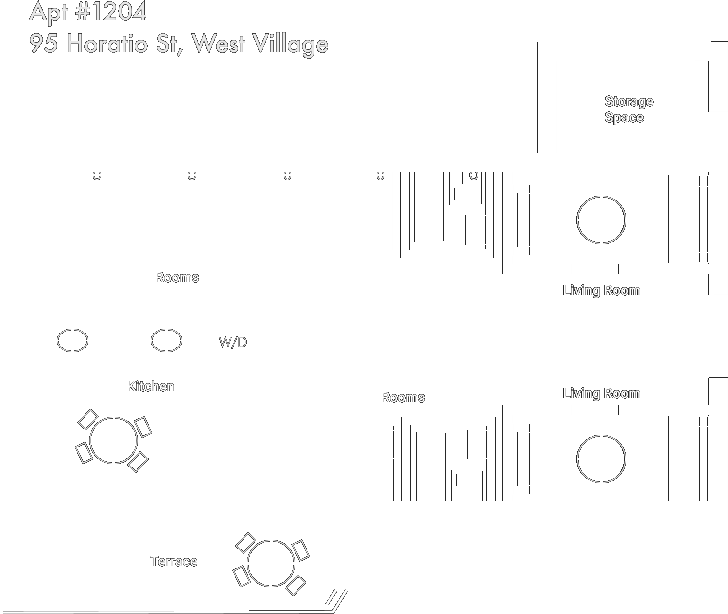 Apt #1204
95 Horatio St, West Village
Storage
Space
Rooms
Living Room
W/D
Kitchen
Rooms
Living Room
Terrace